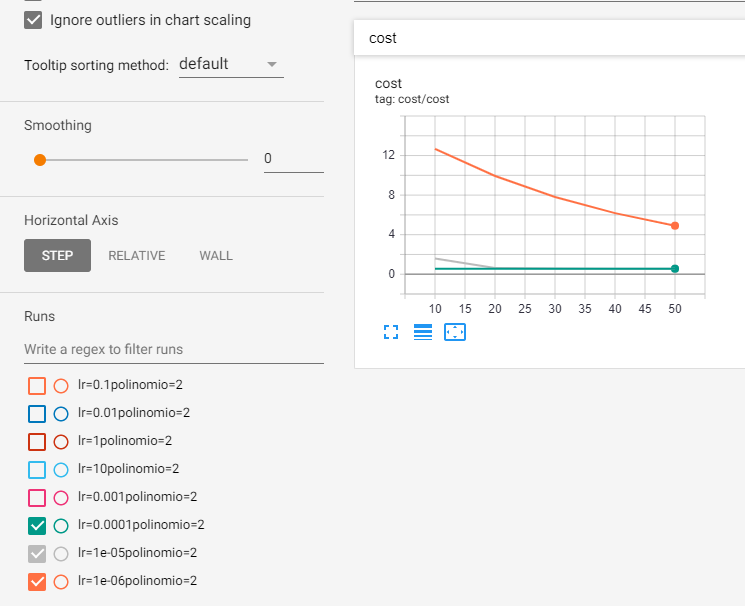 Ignore outliers in chart scaling
Tooltip sorting method: default
Smoothing
0
Horizontal Axis
STEP RELATIVE WALL
Runs
Write a regex to filter runs
lr=0.1polinomio=2
lr=0.01polinomio=2
lr=1polinomio=2
lr=10polinomio=2
lr=0.001polinomio=2
lr=0.0001polinomio=2
lr=1e-05polinomio=2
lr=1e-06polinomio=2
cost
cost
tag: cost/cost
12
8
4
0
10 15 20 25 30 35 40 45 50